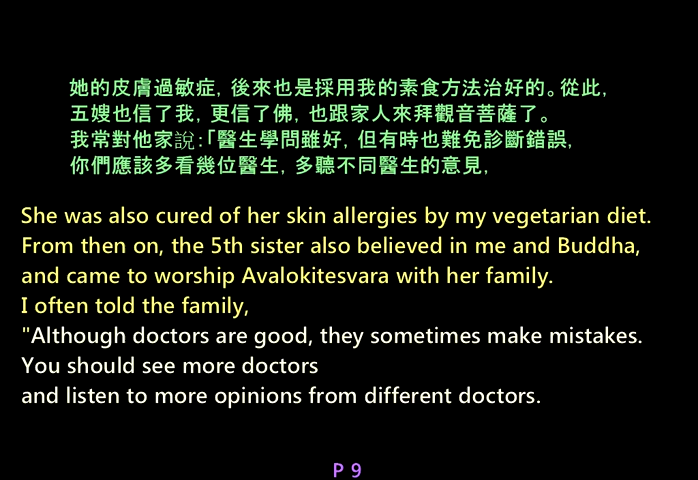 她的皮膚過敏症, 後來也是採用我的素食方法治好的。從此,
五嫂也信了我, 更信了佛, 也跟家人來拜觀音菩薩了。
我常對他家說:「醫生學問雖好, 但有時也難免診斷錯誤,
你們應該多看幾位醫生, 多聽不同醫生的意見,
She was also cured of her skin allergies by my vegetarian diet.
From then on, the 5th sister also believed in me and Buddha,
and came to worship Avalokitesvara with her family.
I often told the family,
"Although doctors are good, they sometimes make mistakes.
You should see more doctors
and listen to more opinions from different doctors.
P 9